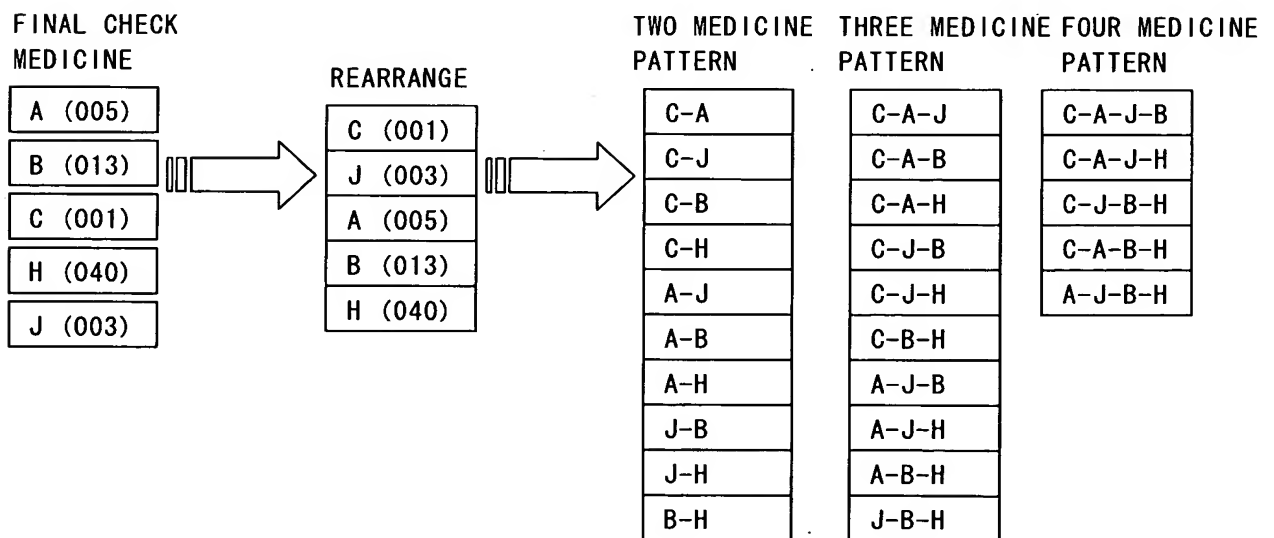 FINAL CHECK
MEDICINE
A (005)
B (013)
C (001)
H (040)
J (003)
REARRANGE
C (001)
J (003)
A (005)
B (013)
H (040)
TWO MEDICINE
PATTERN
C-A
C-J
C-B
C-H
A-J
A-B
A-H
J-B
J-H
B-H
THREE MEDICINE
PATTERN
C-A-J
C-A-B
C-A-H
C-J-B
C-J-H
C-B-H
A-J-B
A-J-H
A-B-H
J-B-H
FOUR MEDICINE
PATTERN
C-A-J-B
C-A-J-H
C-J-B-H
C-A-B-H
A-J-B-H